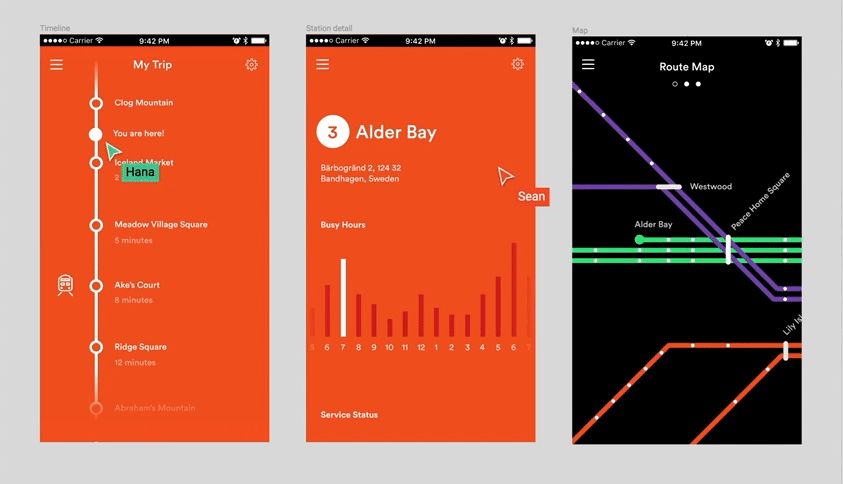 Timeline
Carrier 9:42 PM
My Trip
Clog Mountain
You are here!
Iceland Market
Hana
2
Meadow Village Square
5 minutes
Ake's Court
8 minutes
Ridge Square
12 minutes
Abreham's Mountain
Station detail
Carrier 9:42 PM
3 Alder Bay
Bärbogränd 2, 124 32
Bandhagen, Sweden
Sean
Busy Hours
5 6 7 8 9 10 11 12 1 2 3 4 5 6 7
Service Status
Map
Carrier 9:42 PM
Route Map
Westwood
Peace Home Square
Alder Bay
Lily